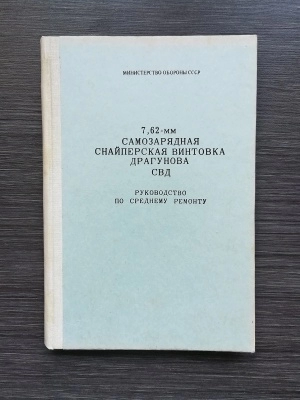 МИНИСТЕРСТВО ОБОРОНЫ СССР
7,62-мм
САМОЗАРЯДНАЯ
СНАЙПЕРСКАЯ ВИНТОВКА
ДРАГУНОВА
СВД
РУКОВОДСТВО
ПО СРЕДНЕМУ РЕМОНТУ